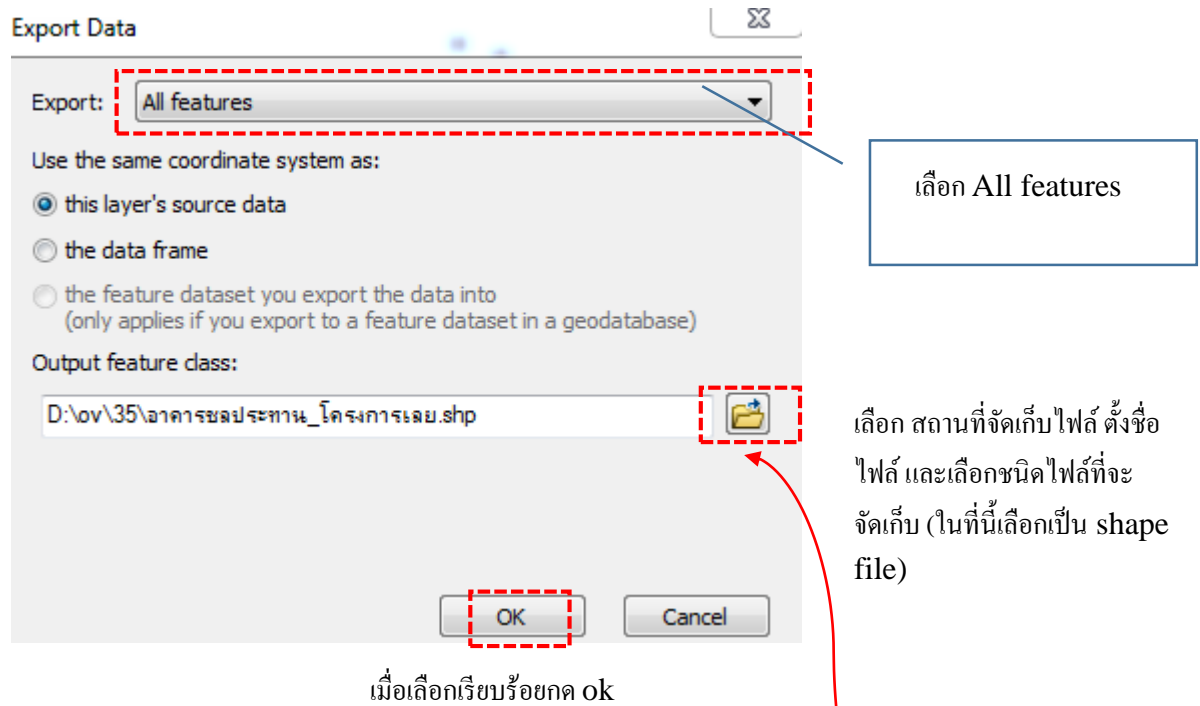 Export Data
Export: All features
Use the same coordinate system as:
this layer's source data
the data frame
the feature dataset you export the data into
(only applies if you export to a feature dataset in a geodatabase)
Output feature class:
D:\ov\35\อาคารชลประทาน_โครงการเลย.shp
OK Cancel
เลือก All features
เลือก สถานที่จัดเก็บไฟล์ ตั้งชื่อ
ไฟล์ และเลือกชนิดไฟล์ที่จะ
จัดเก็บ (ในที่นี้เลือกเป็น shape
file)
เมื่อเลือกเรียบร้อยกด ok